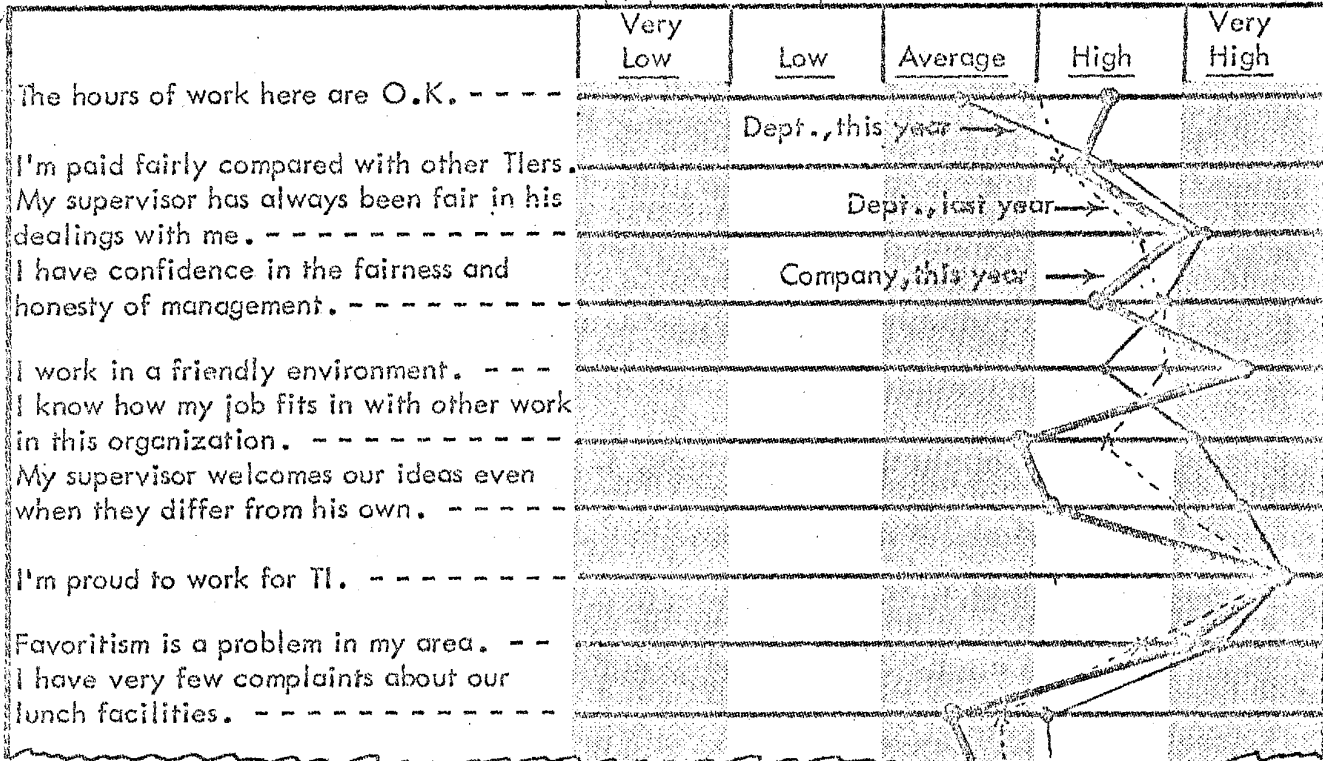 Very Low
Low
Average
High
Very High
The hours of work here are O.K. - - - -
Dept., this year
I'm paid fairly compared with other TIers.
My supervisor has always been fair in his
Dept., last year
dealings with me. - - - - - - - - - - - -
I have confidence in the fairness and
Company, this year
honesty of management. - - - - - - - - -
I work in a friendly environment. - - -
I know how my job fits in with other work
in this organization. - - - - - - - - - -
My supervisor welcomes our ideas even
when they differ from his own. - - - - -
I'm proud to work for TI. - - - - - - - -
Favoritism is a problem in my area. - -
I have very few complaints about our
lunch facilities. - - - - - - - - - - - -